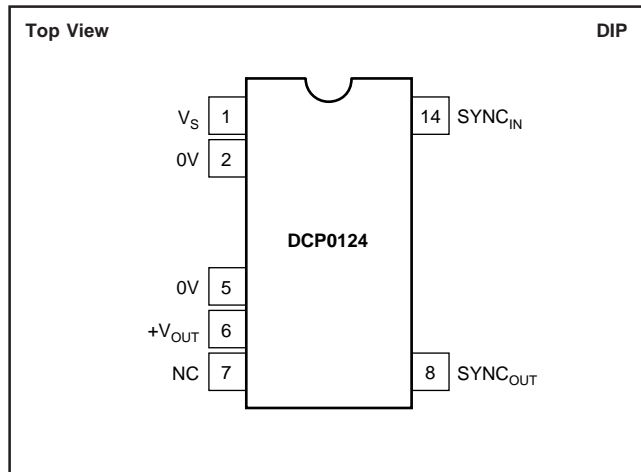 Top View DIP
V_S 1 14 SYNC_IN
0V 2
DCP0124
0V 5
+V_OUT 6
NC 7 8 SYNC_OUT